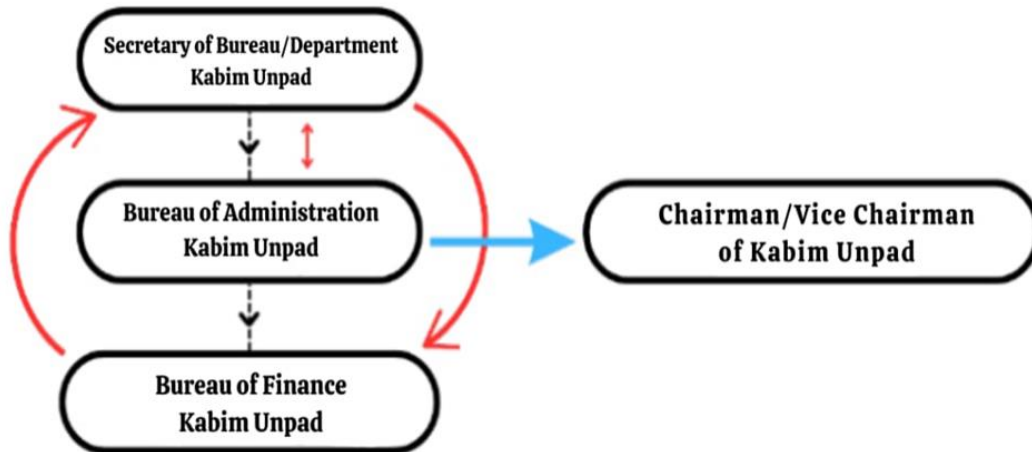 Secretary of Bureau/Department
Kabim Unpad
Bureau of Administration
Kabim Unpad
Chairman/Vice Chairman
of Kabim Unpad
Bureau of Finance
Kabim Unpad